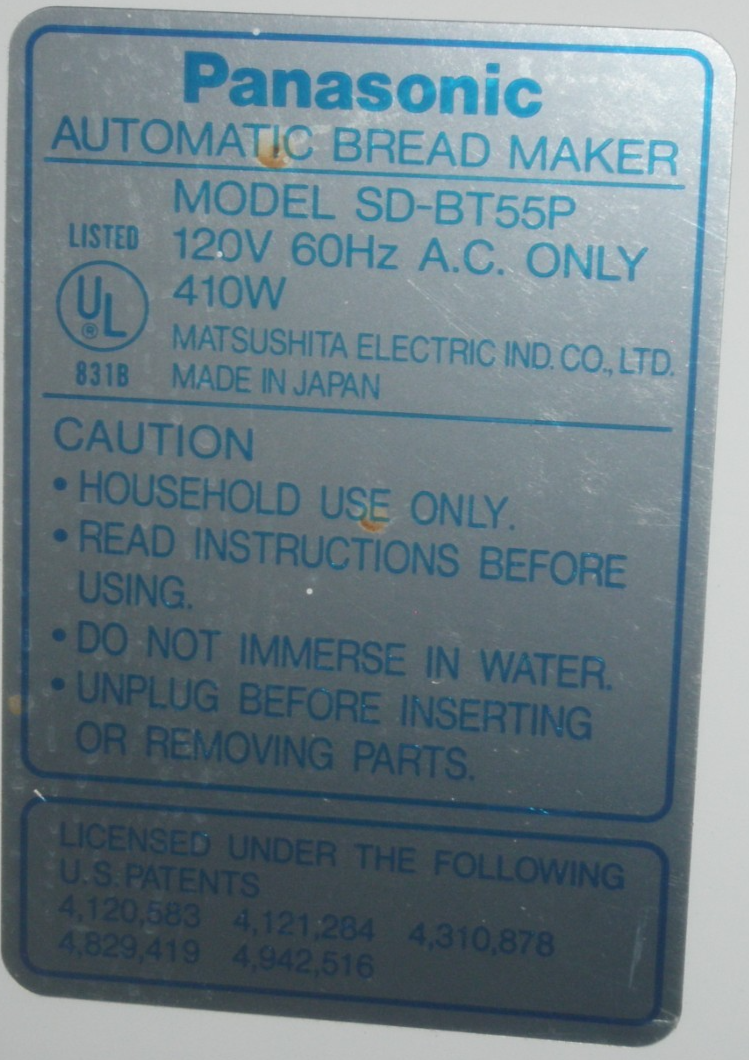 Panasonic
AUTOMATIC BREAD MAKER
MODEL SD-BT55P
120V 60Hz A.C. ONLY
410W
LISTED
UL
®
831B
MATSUSHITA ELECTRIC IND. CO., LTD.
MADE IN JAPAN
CAUTION
• HOUSEHOLD USE ONLY.
• READ INSTRUCTIONS BEFORE
USING.
• DO NOT IMMERSE IN WATER.
• UNPLUG BEFORE INSERTING
OR REMOVING PARTS.
LICENSED UNDER THE FOLLOWING
U.S. PATENTS
4,120,583 4,121,284 4,310,878
4,829,419 4,942,516